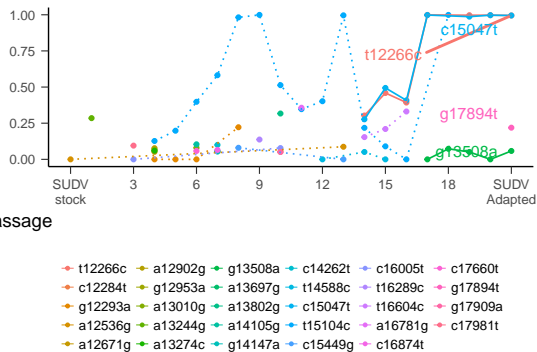 1.00
0.75
0.50
0.25
0.00
c15047t
t12266c
g17894t
g13508a
SUDV stock 3 6 9 12 15 18 SUDV Adapted
assage
t12266c a12902g g13508a c14262t c16005t c17660t
c12284t g12953a a13697g t14588c t16289c g17894t
g12293a a13010g a13802g c15047t t16604c g17909a
a12536g a13244g a14105g t15104c a16781g c17981t
a12671g a13274c g14147a c15449g c16874t